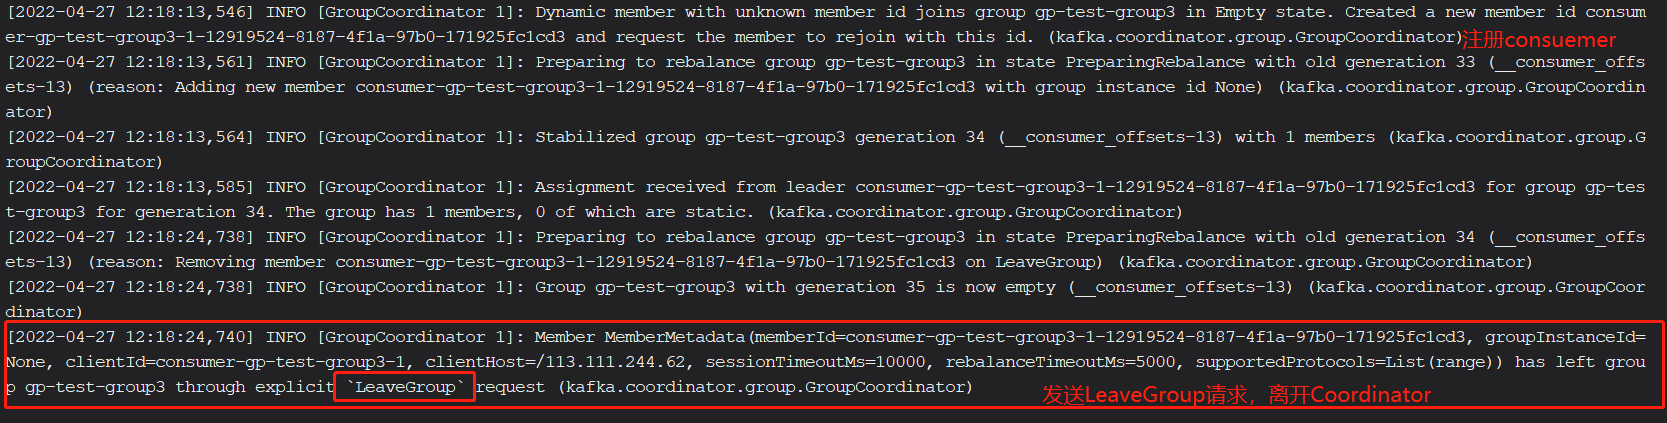 [2022-04-27 12:18:13,546] INFO [GroupCoordinator 1]: Dynamic member with unknown member id joins group gp-test-group3 in Empty state. Created a new member id consum
er-gp-test-group3-1-12919524-8187-4f1a-97b0-171925fc1cd3 and request the member to rejoin with this id. (kafka.coordinator.group.GroupCoordinator) 注册consuemer
[2022-04-27 12:18:13,561] INFO [GroupCoordinator 1]: Preparing to rebalance group gp-test-group3 in state PreparingRebalance with old generation 33 (__consumer_offs
ets-13) (reason: Adding new member consumer-gp-test-group3-1-12919524-8187-4f1a-97b0-171925fc1cd3 with group instance id None) (kafka.coordinator.group.GroupCoordin
ator)
[2022-04-27 12:18:13,564] INFO [GroupCoordinator 1]: Stabilized group gp-test-group3 generation 34 (__consumer_offsets-13) with 1 members (kafka.coordinator.group.G
roupCoordinator)
[2022-04-27 12:18:13,585] INFO [GroupCoordinator 1]: Assignment received from leader consumer-gp-test-group3-1-12919524-8187-4f1a-97b0-171925fc1cd3 for group gp-tes
t-group3 for generation 34. The group has 1 members, 0 of which are static. (kafka.coordinator.group.GroupCoordinator)
[2022-04-27 12:18:24,738] INFO [GroupCoordinator 1]: Preparing to rebalance group gp-test-group3 in state PreparingRebalance with old generation 34 (__consumer_offs
ets-13) (reason: Removing member consumer-gp-test-group3-1-12919524-8187-4f1a-97b0-171925fc1cd3 on LeaveGroup) (kafka.coordinator.group.GroupCoordinator)
[2022-04-27 12:18:24,738] INFO [GroupCoordinator 1]: Group gp-test-group3 with generation 35 is now empty (__consumer_offsets-13) (kafka.coordinator.group.GroupCoor
dinator)
[2022-04-27 12:18:24,740] INFO [GroupCoordinator 1]: Member MemberMetadata(memberId=consumer-gp-test-group3-1-12919524-8187-4f1a-97b0-171925fc1cd3, groupInstanceId=
None, clientId=consumer-gp-test-group3-1, clientHost=/113.111.244.62, sessionTimeoutMs=10000, rebalanceTimeoutMs=5000, supportedProtocols=List(range)) has left grou
p gp-test-group3 through explicit `LeaveGroup` request (kafka.coordinator.group.GroupCoordinator)
发送LeaveGroup请求，离开Coordinator